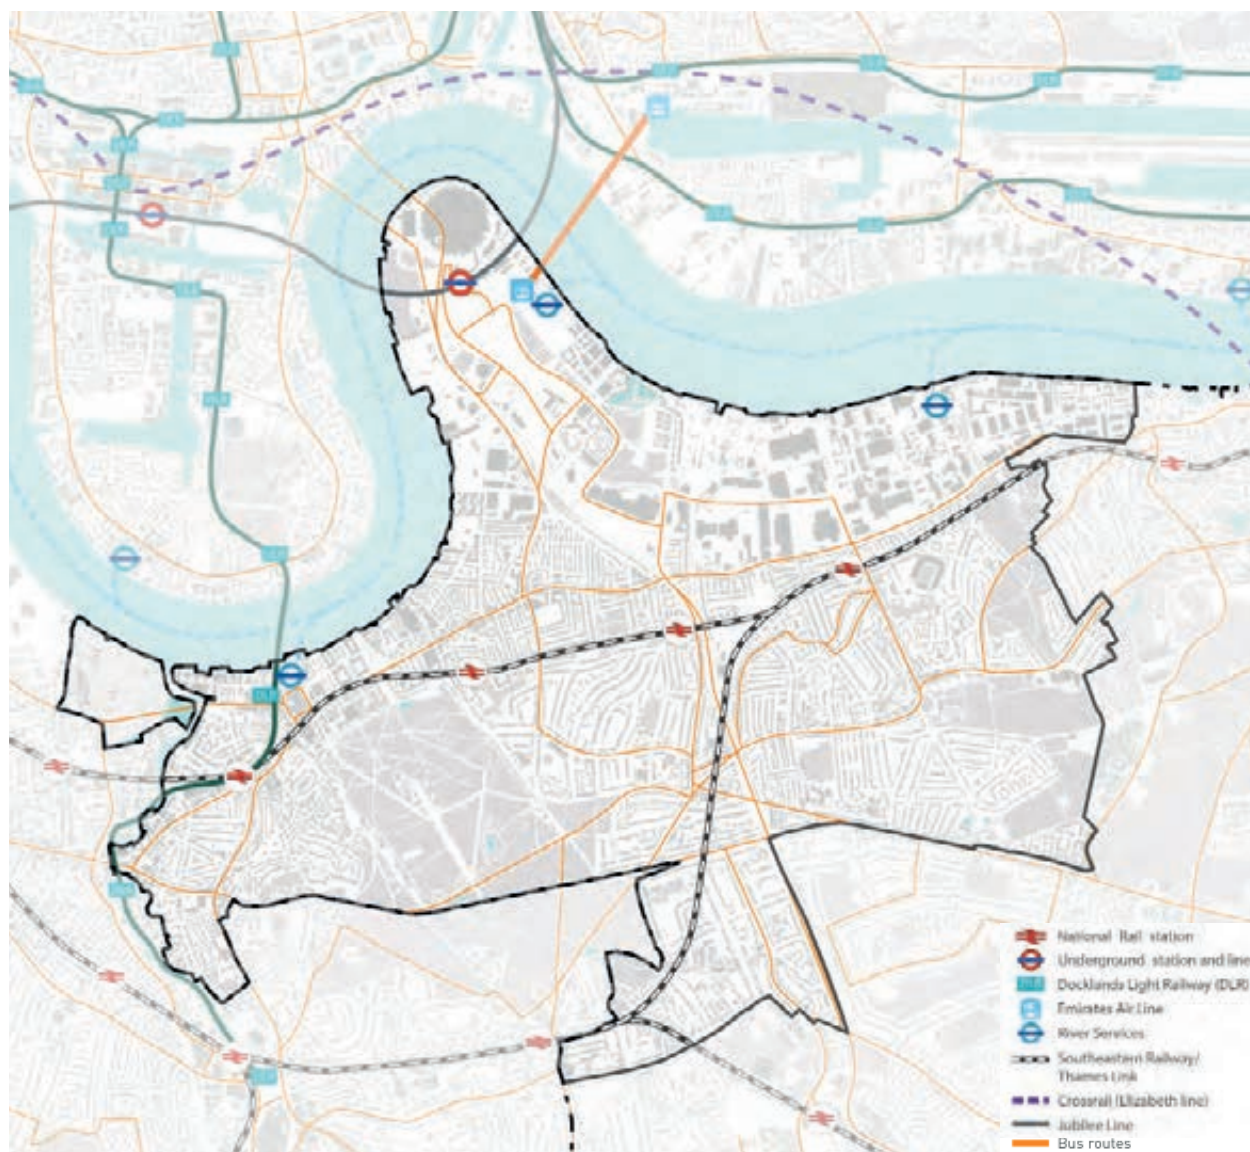 National Rail station
Underground station and line
DLR
Docklands Light Railway (DLR)
Emirates Air Line
River Services
Southeastern Railway/
Thames Link
Crossrail (Elizabeth line)
Jubilee Line
Bus routes